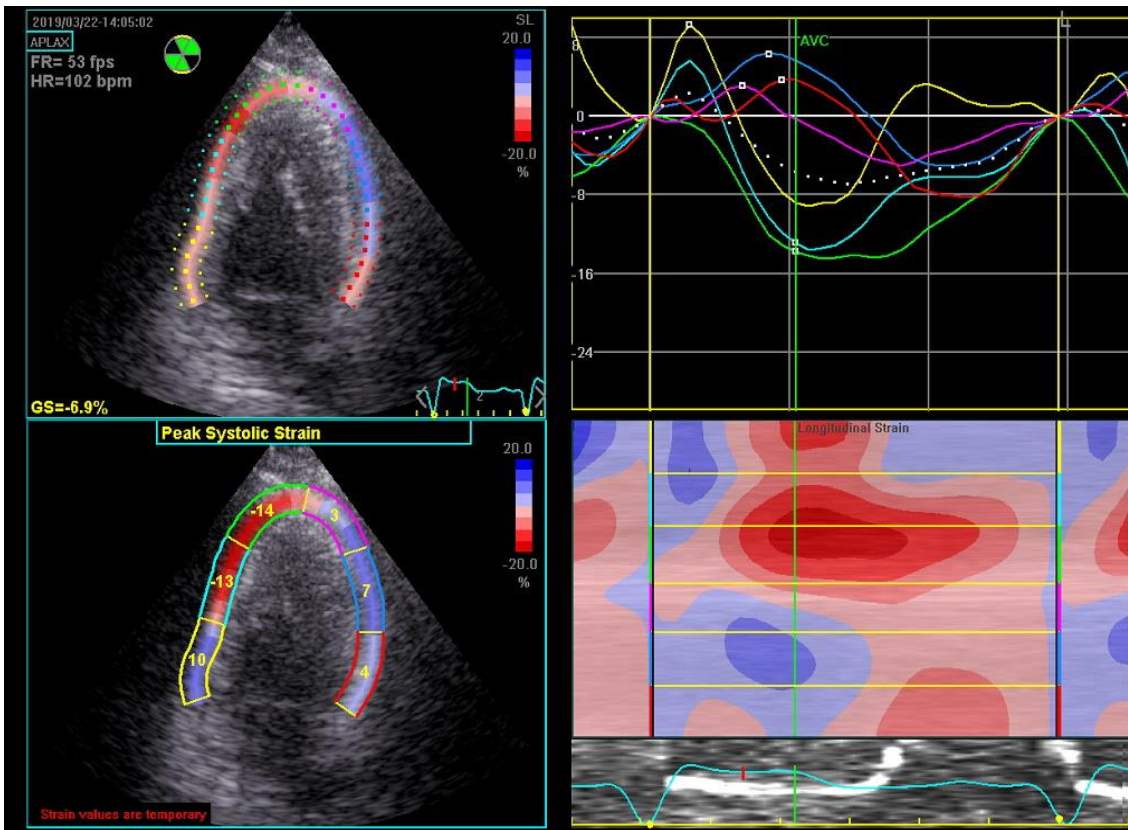 2019/03/22-14:05:02
APLAX
FR= 53 fps
HR=102 bpm
SL
20.0
-20.0
%
GS=-6.9%
2
AVC
L
8
0
-8
-16
-24
Peak Systolic Strain
20.0
-20.0
%
-14
3
-13
7
10
4
Strain values are temporary
Longitudinal Strain